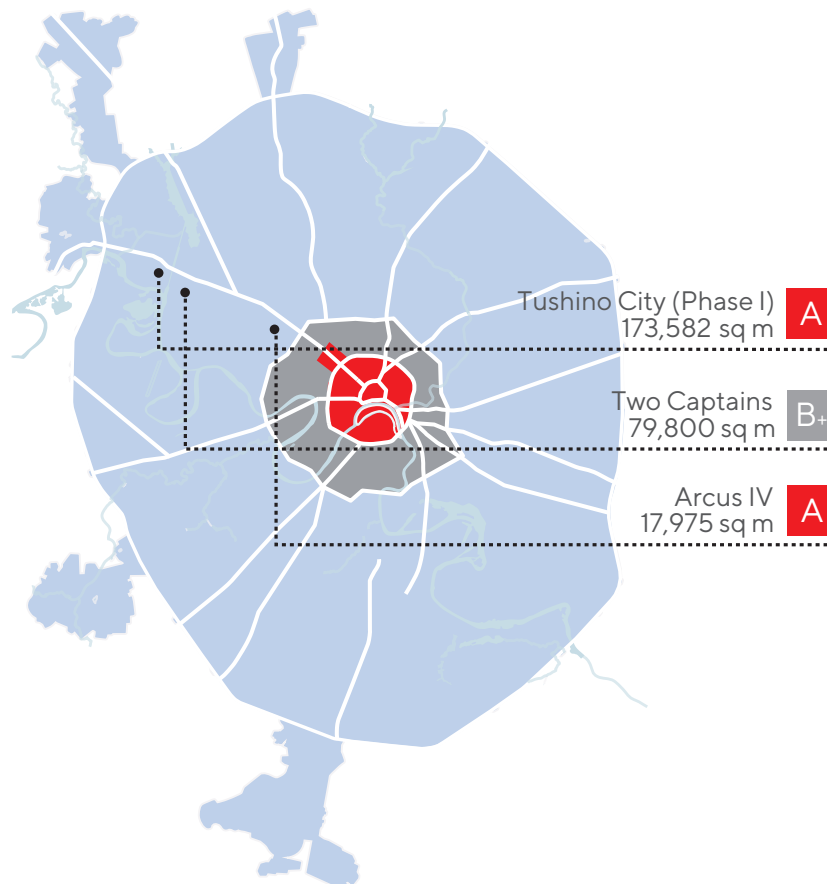 Tushino City (Phase I)
173,582 sq m
A
Two Captains
79,800 sq m
B+
Arcus IV
17,975 sq m
A